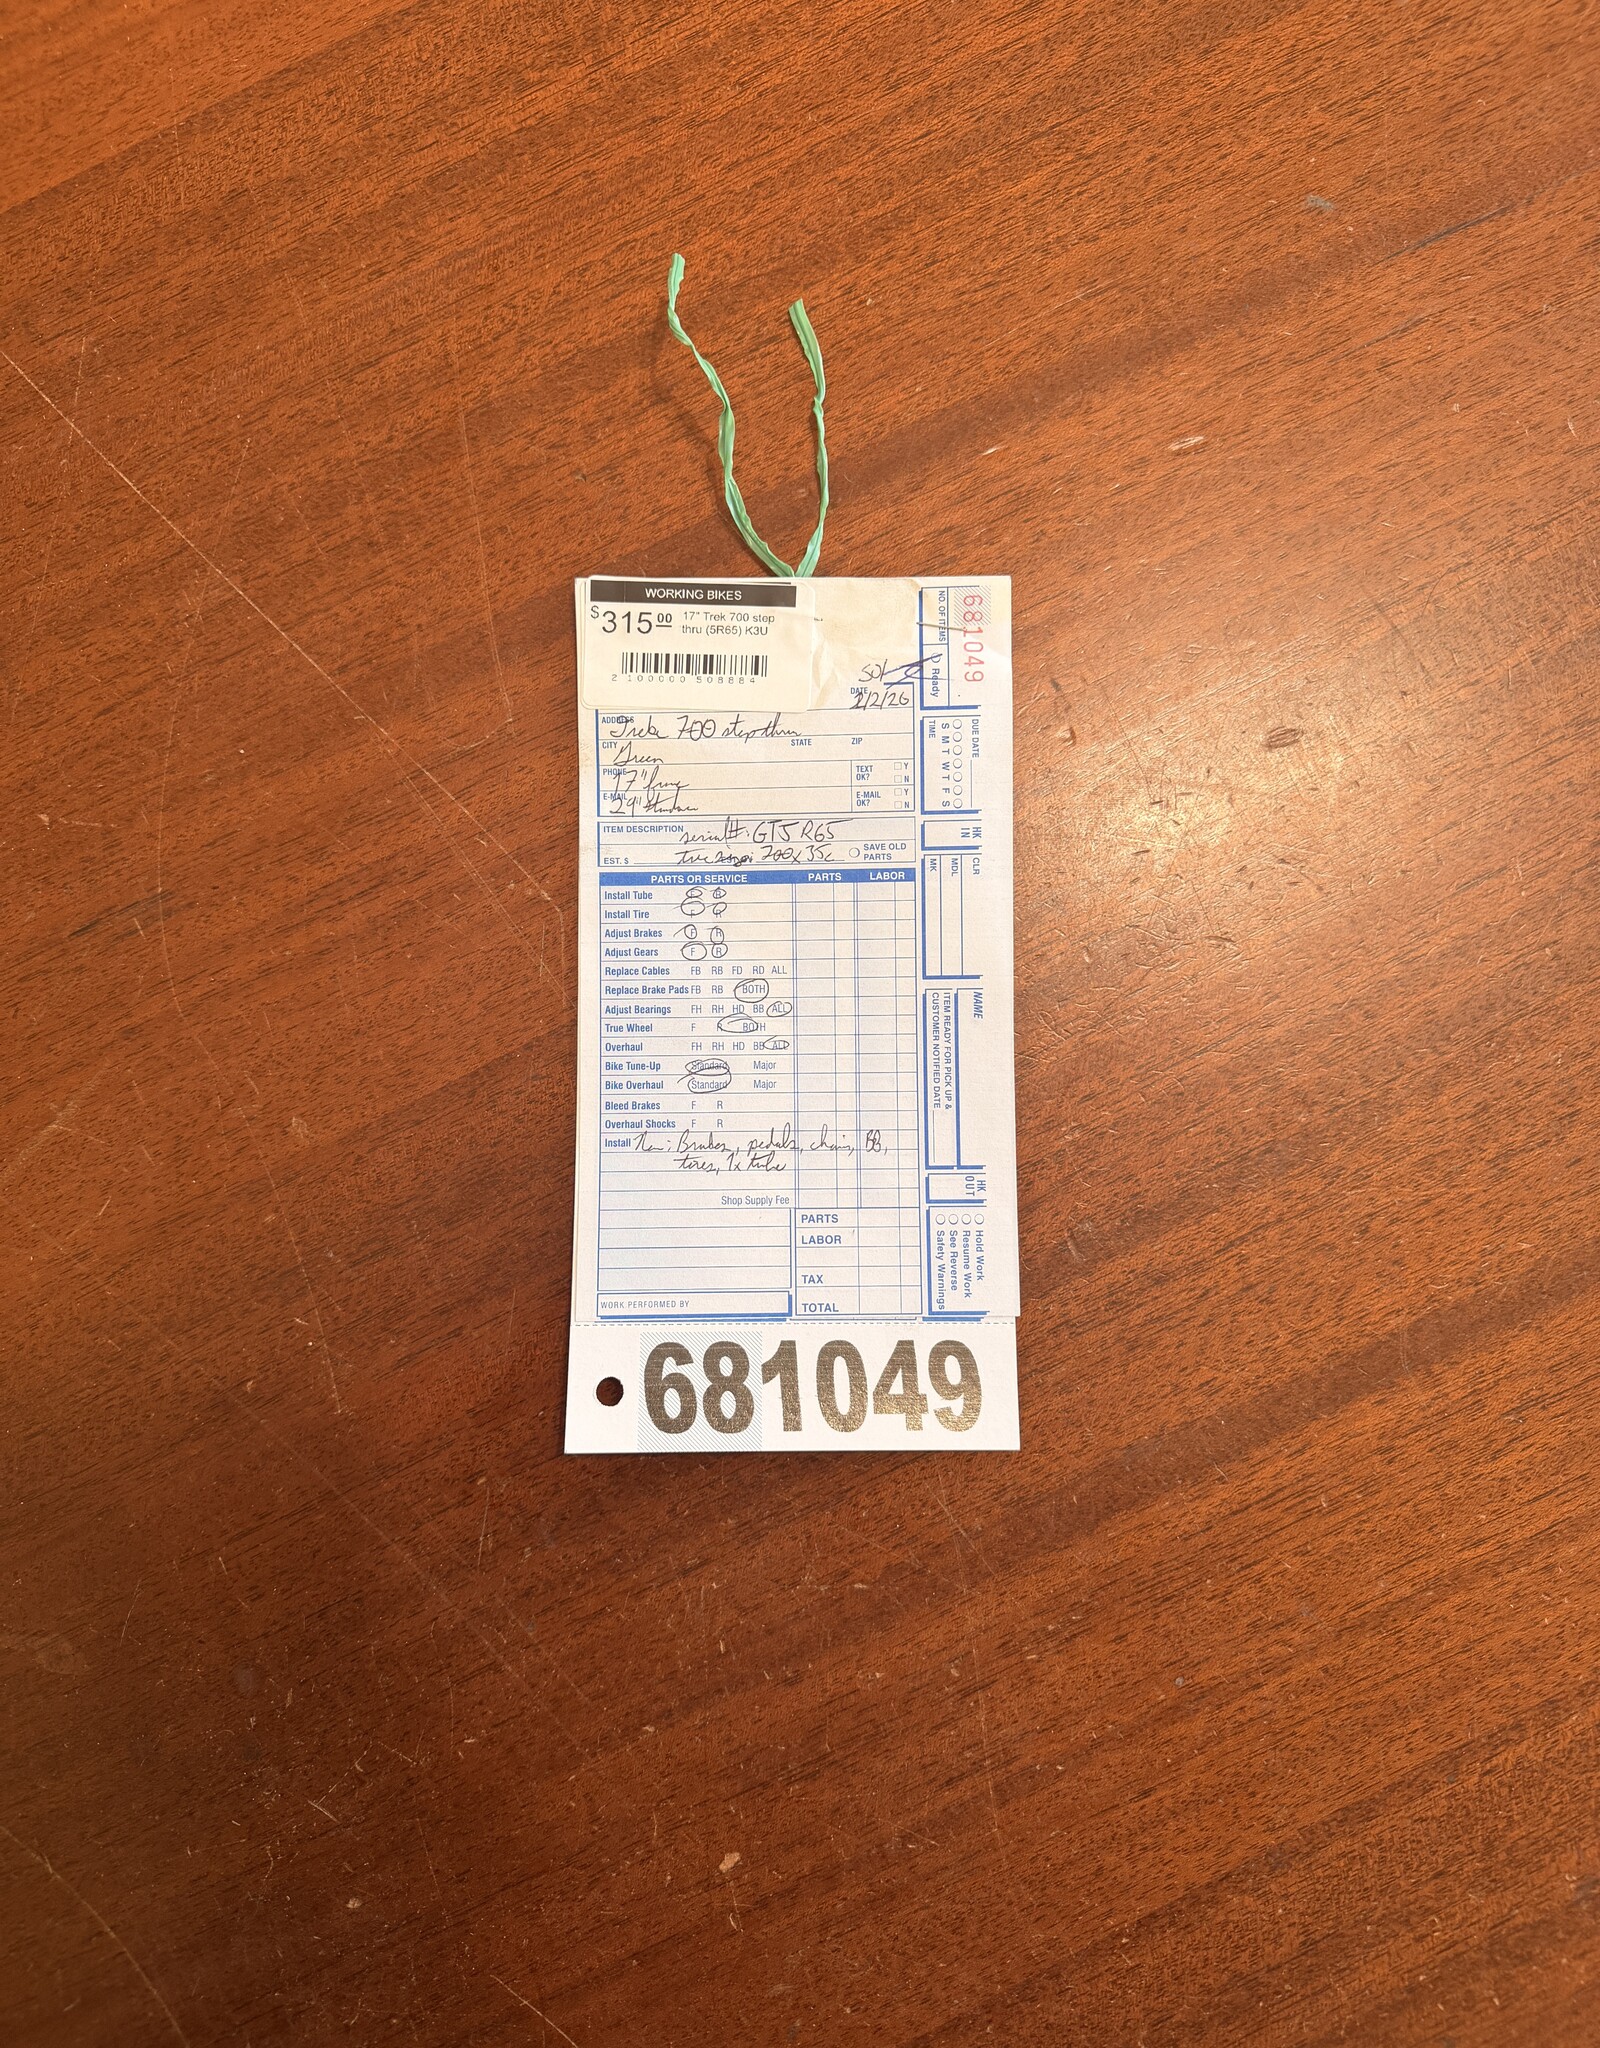 WORKING BIKES
$315.00 17" Trek 700 step
thru (5R65) K3U
2 100000 508884
DATE
2/2/26
ADDRESS Trek 700 step thru
CITY Green STATE ZIP
PHONE 17" frame TEXT OK? Y N
E-MAIL 29" E-MAIL OK? Y N
ITEM DESCRIPTION serial #: GT5R65
EST. $ tire 700x35c SAVE OLD PARTS
PARTS OR SERVICE PARTS LABOR
Install Tube F R
Install Tire R
Adjust Brakes F R
Adjust Gears F R
Replace Cables FB RB FD RD ALL
Replace Brake Pads FB RB BOTH
Adjust Bearings FH RH HD BB ALL
True Wheel F R BOTH
Overhaul FH RH HD BB ALL
Bike Tune-Up Standard Major
Bike Overhaul Standard Major
Bleed Brakes F R
Overhaul Shocks F R
Install New: Brakes, pedals, chain, BB,
tires, 1x tube
Shop Supply Fee
PARTS
LABOR
TAX
WORK PERFORMED BY
TOTAL
681049
NO. OF ITEMS
Ready
DUE DATE
S M T W T F S
TIME
HK IN
CLR
MDL
MK
NAME
ITEM READY FOR PICK UP &
CUSTOMER NOTIFIED DATE
HK OUT
Hold Work
Resume Work
See Reverse
Safety Warnings
681049